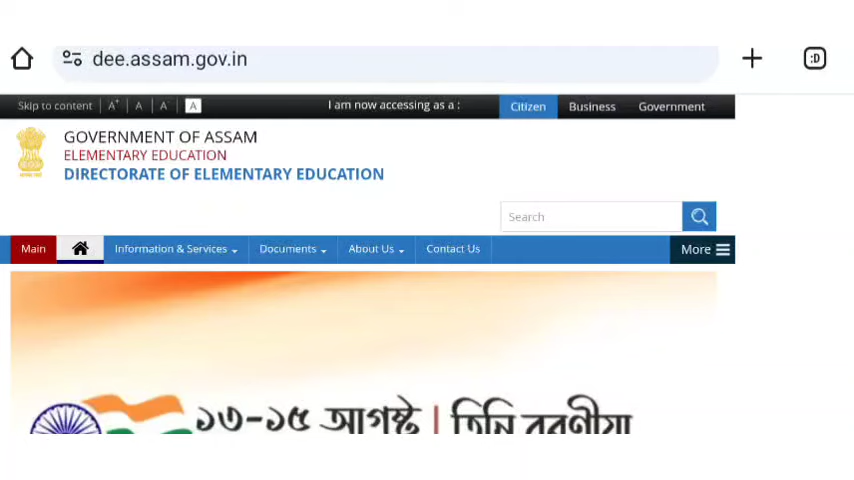 dee.assam.gov.in
:D
Skip to content A+ A A- A I am now accessing as a : Citizen Business Government
GOVERNMENT OF ASSAM
ELEMENTARY EDUCATION
DIRECTORATE OF ELEMENTARY EDUCATION
Search
Main Information & Services Documents About Us Contact Us More
১৩-১৫ আগষ্ট | তিনি বৰণীয়া